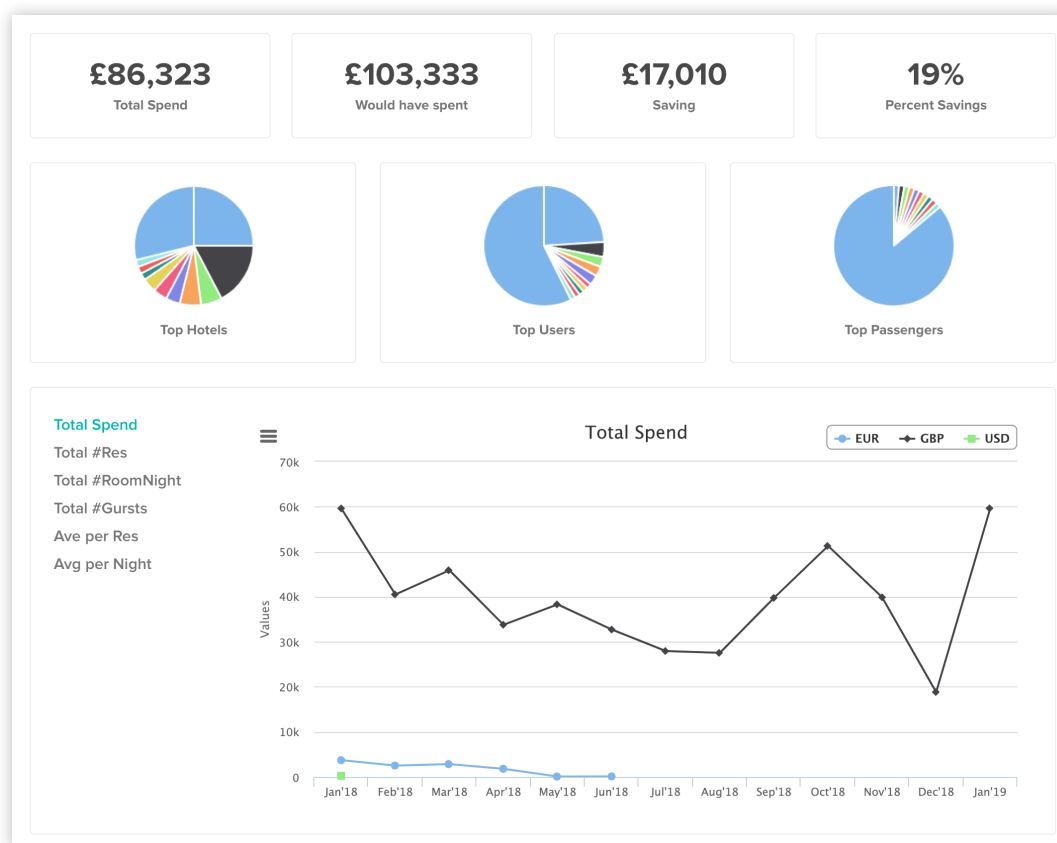 £86,323
Total Spend
£103,333
Would have spent
£17,010
Saving
19%
Percent Savings
Top Hotels
Top Users
Top Passengers
Total Spend
Total #Res
Total #RoomNight
Total #Gursts
Ave per Res
Avg per Night
Total Spend
EUR GBP USD
Values
70k
60k
50k
40k
30k
20k
10k
0
Jan'18 Feb'18 Mar'18 Apr'18 May'18 Jun'18 Jul'18 Aug'18 Sep'18 Oct'18 Nov'18 Dec'18 Jan'19